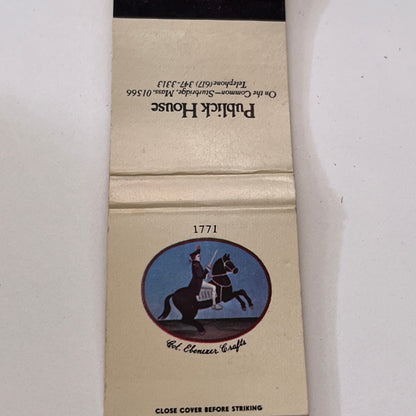 Publick House
On the Common—Sturbridge, Mass. 01566
Telephone (617) 347-3313
1771
Col. Ebenezer Crafts
CLOSE COVER BEFORE STRIKING